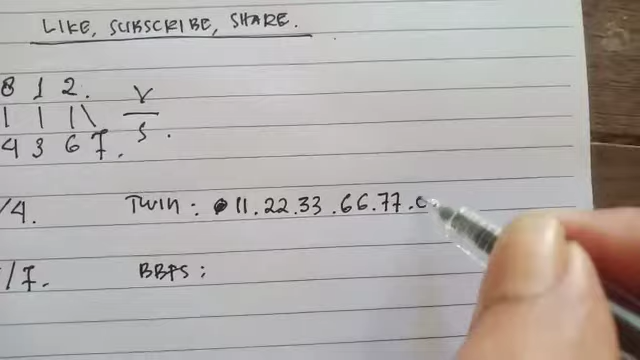 LIKE, SUBSCRIBE, SHARE.
8 1 2. V
1 1 1 \
4 3 6 7. S.
/4. TWIN: 11.22.33.66.77.
/7. BBFS: